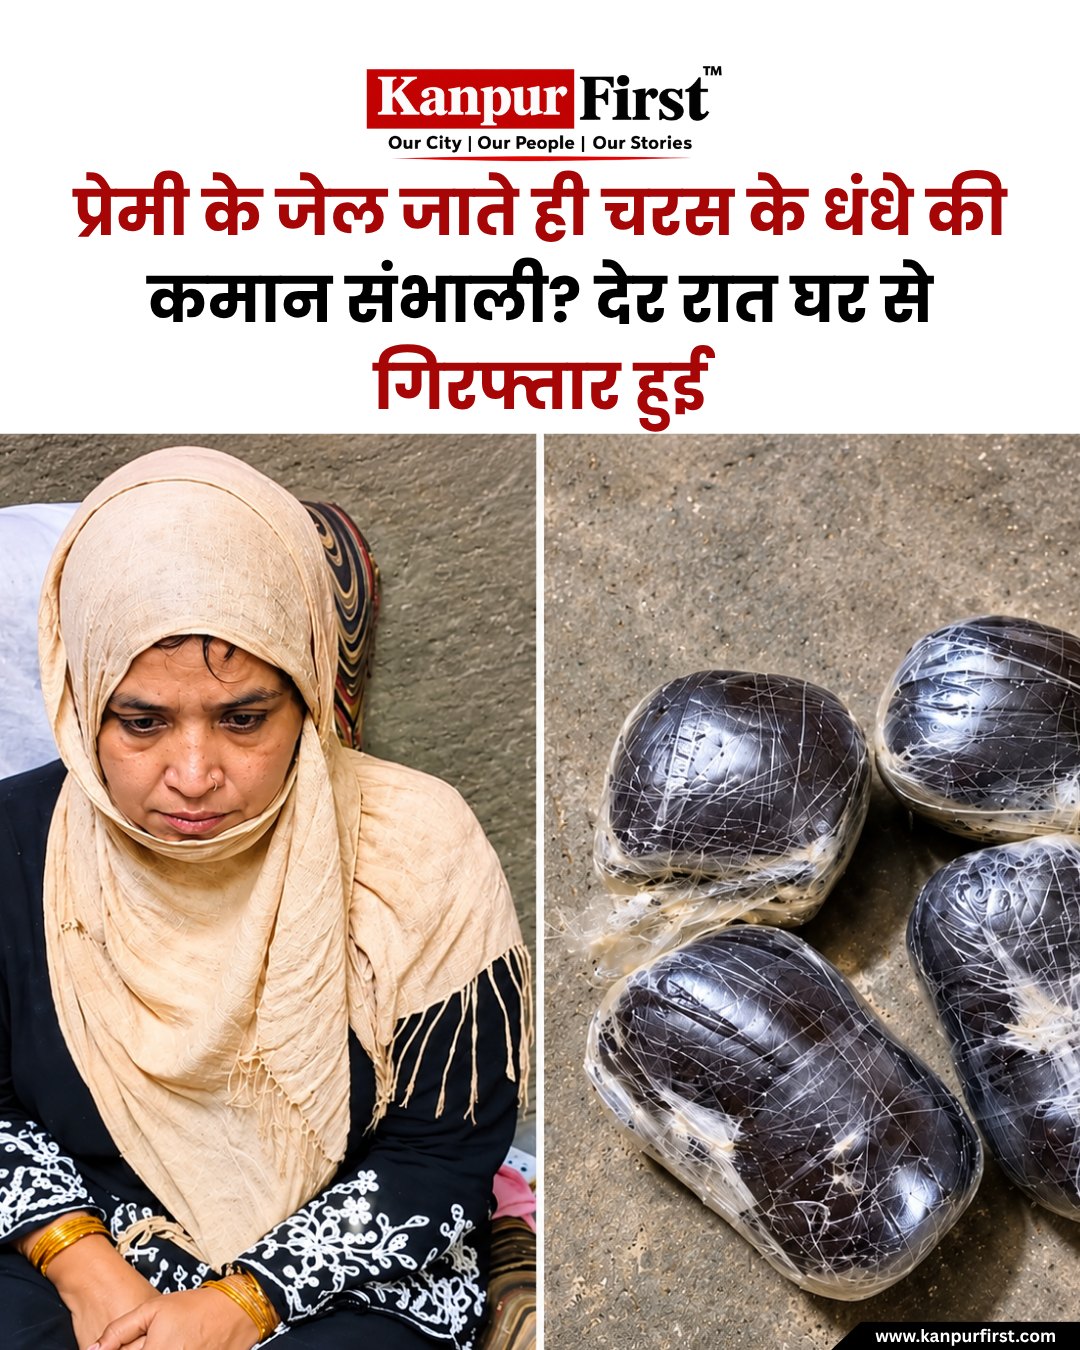 Kanpur First™
Our City | Our People | Our Stories
प्रेमी के जेल जाते ही चरस के धंधे की
कमान संभाली? देर रात घर से
गिरफ्तार हुई
www.kanpurfirst.com